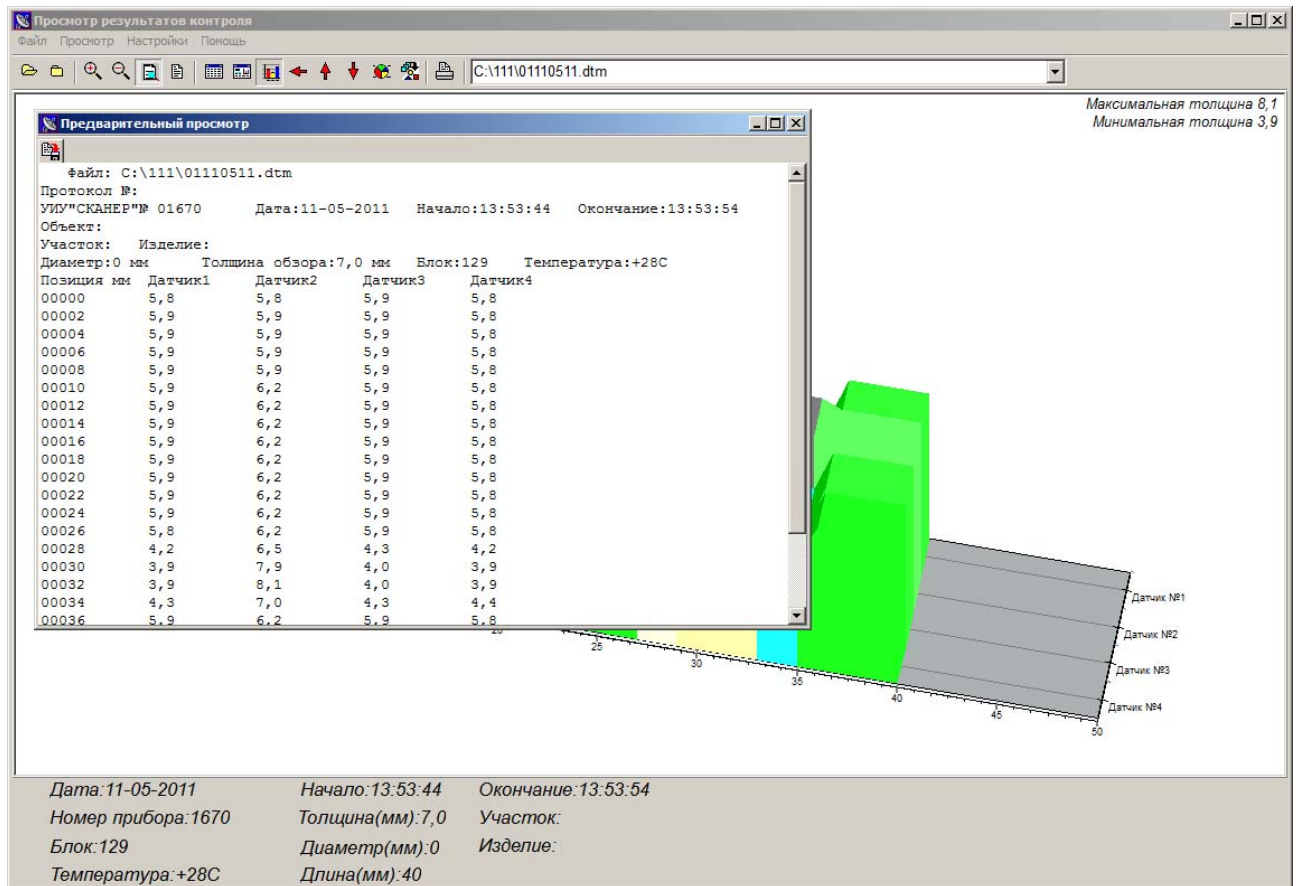 Просмотр результатов контроля
Файл Просмотр Настройки Помощь
C:\111\01110511.dtm
Максимальная толщина 8,1
Минимальная толщина 3,9
Предварительный просмотр
Файл: C:\111\01110511.dtm
Протокол №:
УИУ"СКАНЕР"№ 01670 Дата:11-05-2011 Начало:13:53:44 Окончание:13:53:54
Объект:
Участок: Изделие:
Диаметр:0 мм Толщина обзора:7,0 мм Блок:129 Температура:+28C
Позиция мм Датчик1 Датчик2 Датчик3 Датчик4
00000 5,8 5,8 5,9 5,8
00002 5,9 5,9 5,9 5,8
00004 5,9 5,9 5,9 5,8
00006 5,9 5,9 5,9 5,8
00008 5,9 5,9 5,9 5,8
00010 5,9 6,2 5,9 5,8
00012 5,9 6,2 5,9 5,8
00014 5,9 6,2 5,9 5,8
00016 5,9 6,2 5,9 5,8
00018 5,9 6,2 5,9 5,8
00020 5,9 6,2 5,9 5,8
00022 5,9 6,2 5,9 5,8
00024 5,9 6,2 5,9 5,8
00026 5,8 6,2 5,9 5,8
00028 4,2 6,5 4,3 4,2
00030 3,9 7,9 4,0 3,9
00032 3,9 8,1 4,0 3,9
00034 4,3 7,0 4,3 4,4
00036 5,9 6,2 5,9 5,8
25
30
35
40
45
50
Датчик №1
Датчик №2
Датчик №3
Датчик №4
Дата:11-05-2011 Начало:13:53:44 Окончание:13:53:54
Номер прибора:1670 Толщина(мм):7,0 Участок:
Блок:129 Диаметр(мм):0 Изделие:
Температура:+28C Длина(мм):40